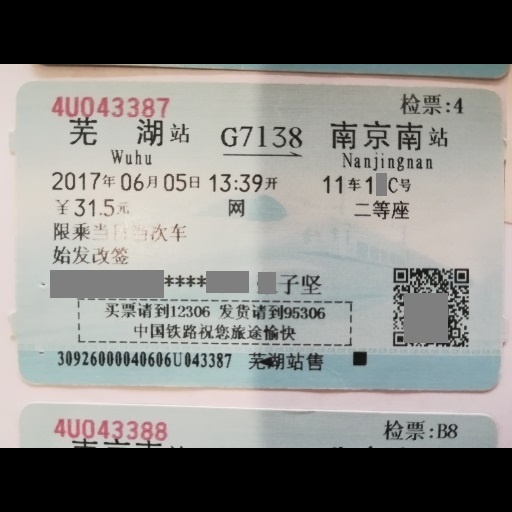 4U043387 检票:4
芜 湖站 G7138 南京南站
Wuhu Nanjingnan
2017年06月05日 13:39开 11车1 C号
￥31.5元 网 二等座
限乘当日当次车
始发改签
**** 子坚
买票请到12306 发货请到95306
中国铁路祝您旅途愉快
30926000040606U043387 芜湖站售
4U043388 检票:B8